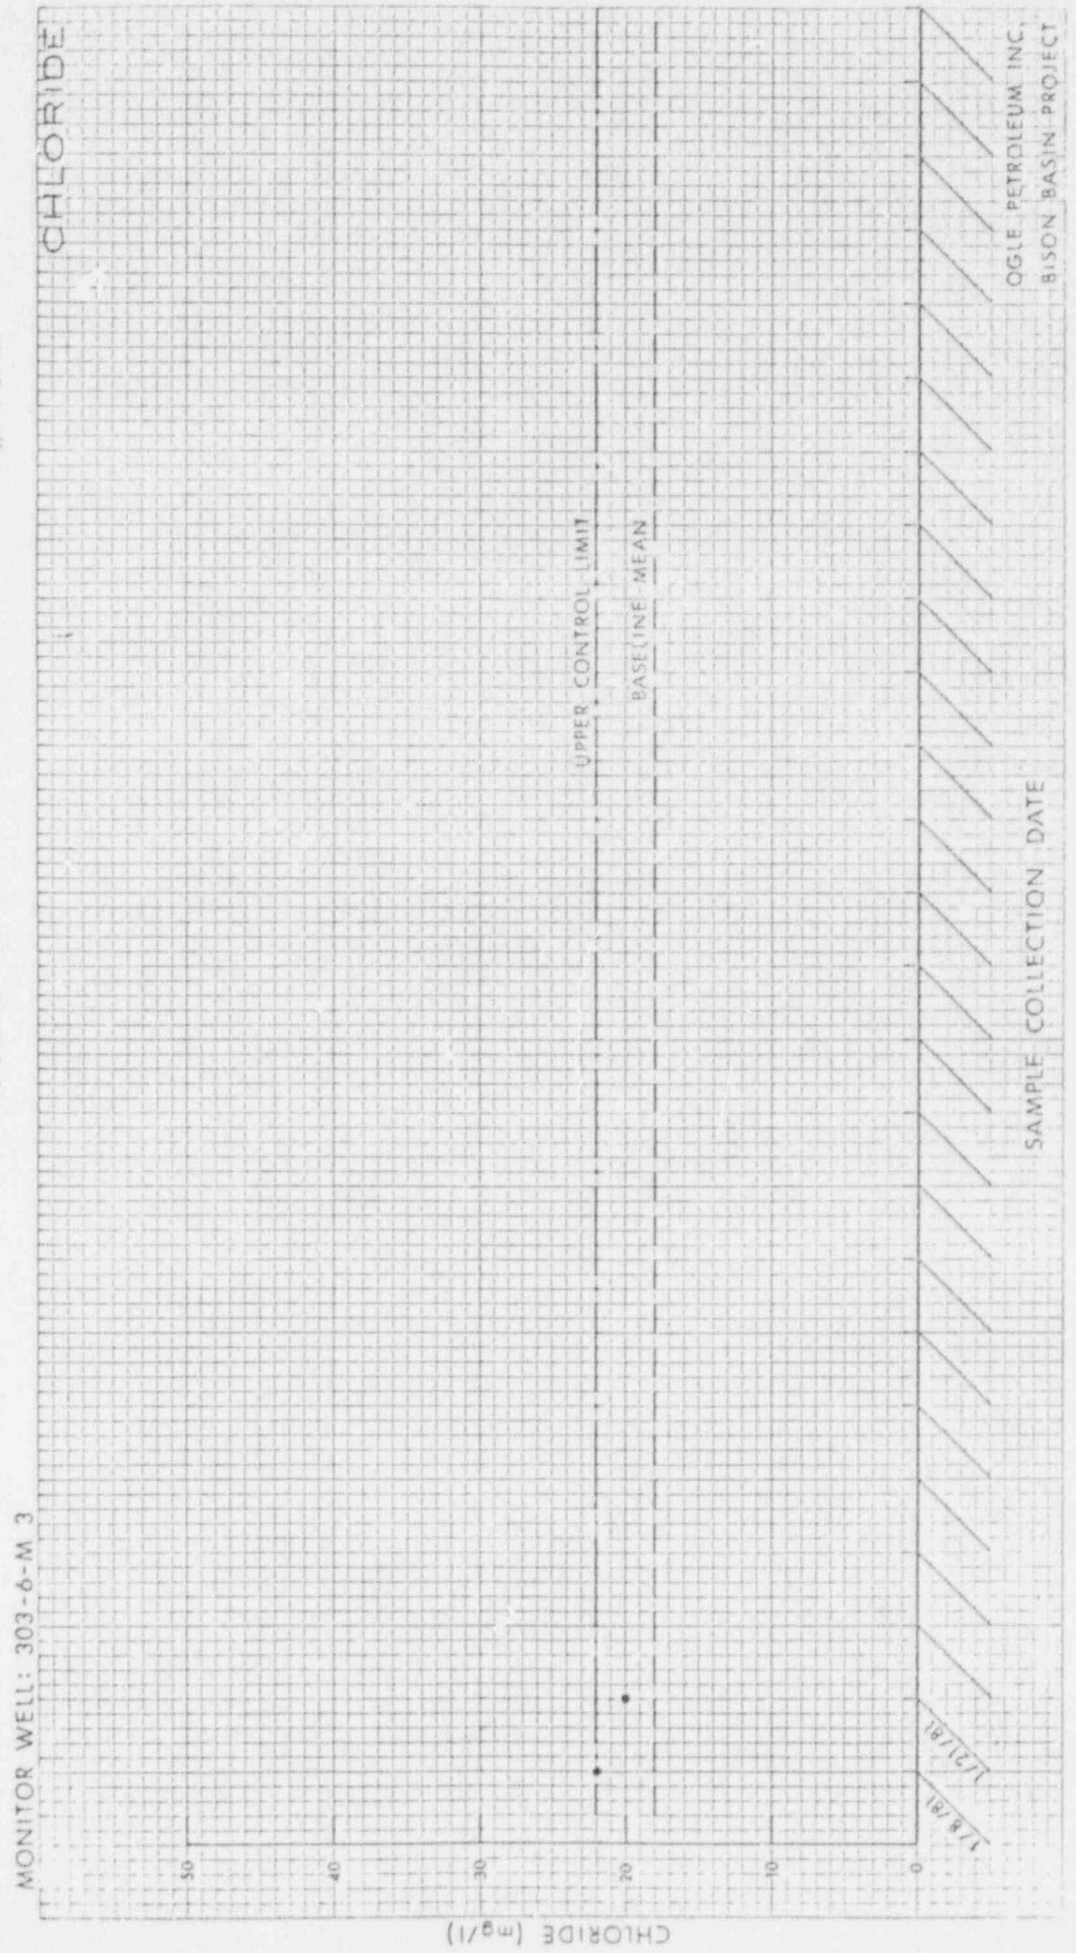 MONITOR WELL: 303-6-M 3
CHLORIDE
CHLORIDE (mg/l)
50
40
30
20
10
0
UPPER CONTROL LIMIT
BASELINE MEAN
1/8/81
1/21/81
SAMPLE COLLECTION DATE
OGLE PETROLEUM INC.
BISON BASIN PROJECT